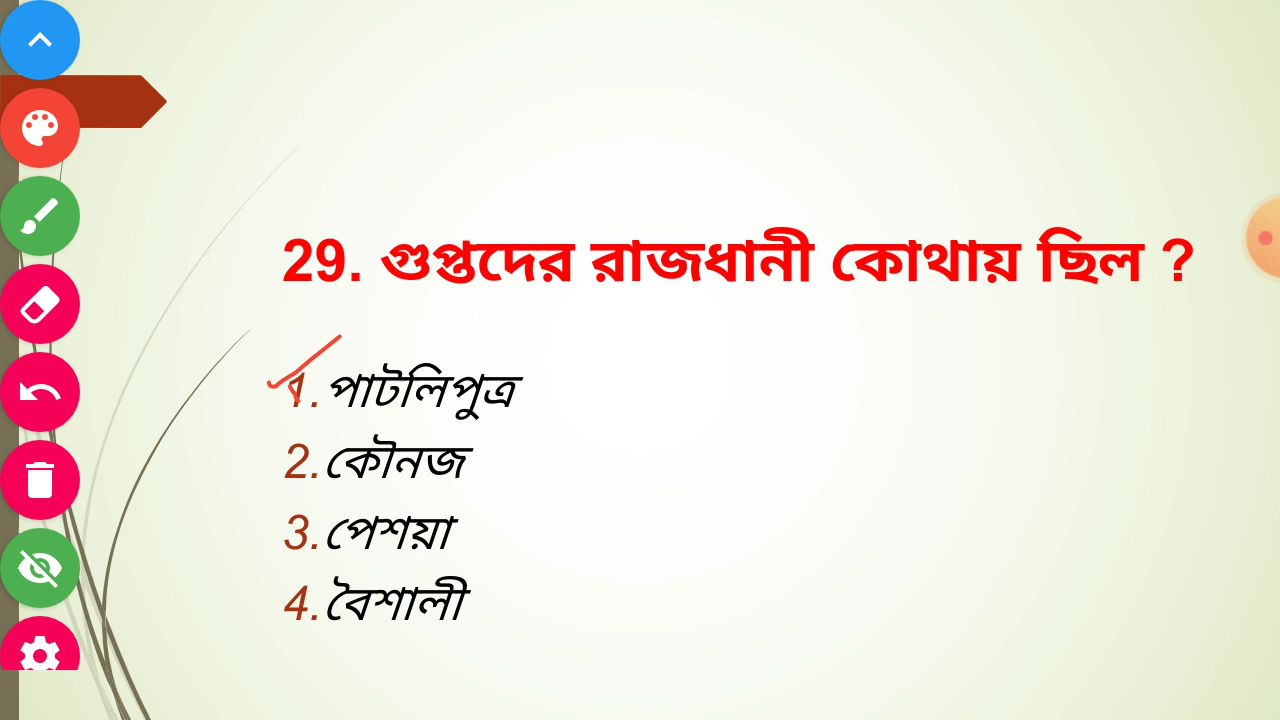 29. গুপ্তদের রাজধানী কোথায় ছিল ?
1. পাটলিপুত্র
2. কৌনজ
3. পেশয়া
4. বৈশালী